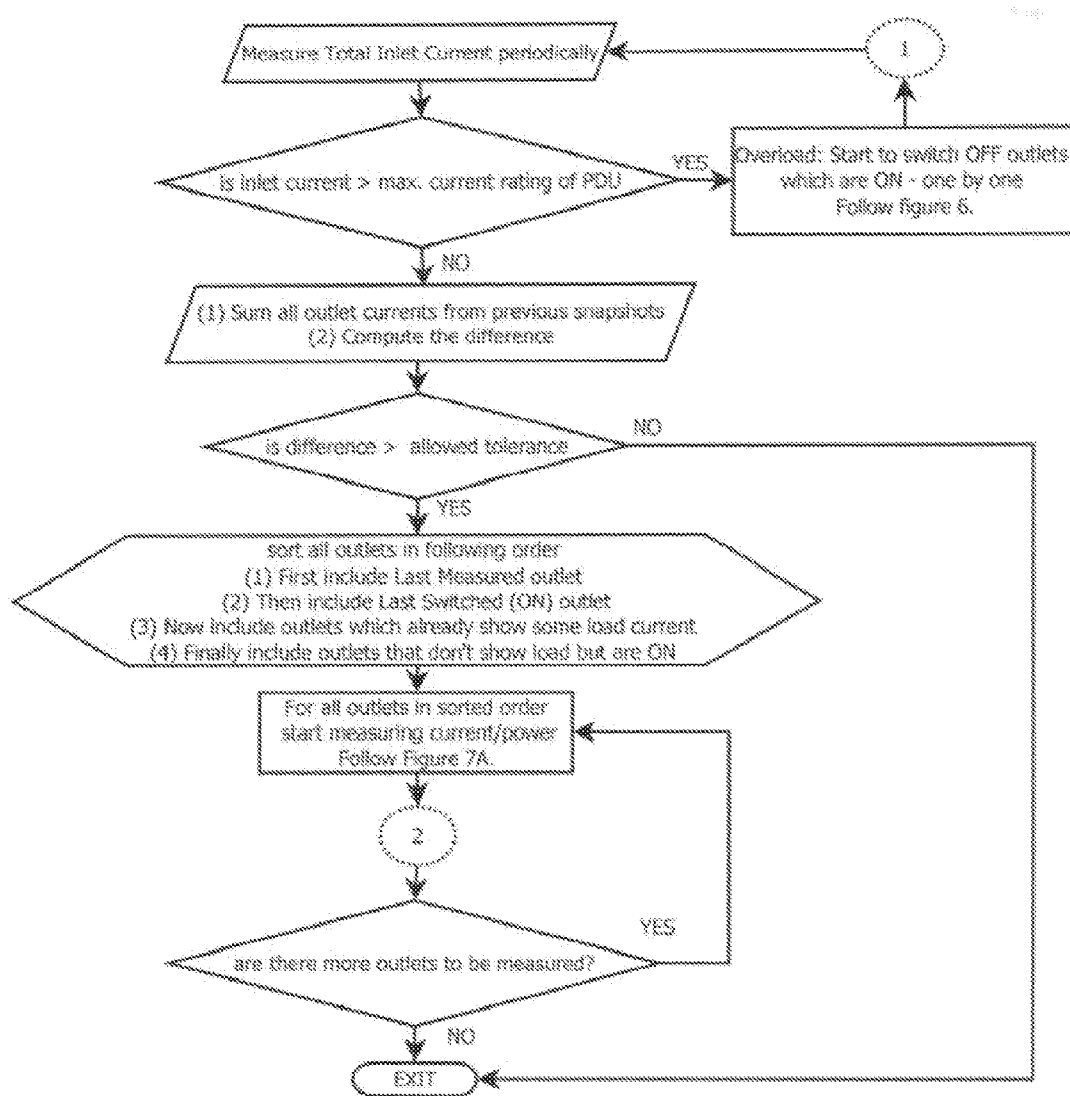 Measure Total Inlet Current periodically
1
is inlet current > max. current rating of PDU
YES
Overload: Start to switch OFF outlets
which are ON - one by one
Follow figure 6.
NO
(1) Sum all outlet currents from previous snapshots
(2) Compute the difference
is difference > allowed tolerance
NO
YES
sort all outlets in following order
(1) First include Last Measured outlet
(2) Then include Last Switched (ON) outlet
(3) Now include outlets which already show some load current.
(4) Finally include outlets that don't show load but are ON
For all outlets in sorted order
start measuring current/power
Follow Figure 7A.
2
are there more outlets to be measured?
YES
NO
EXIT